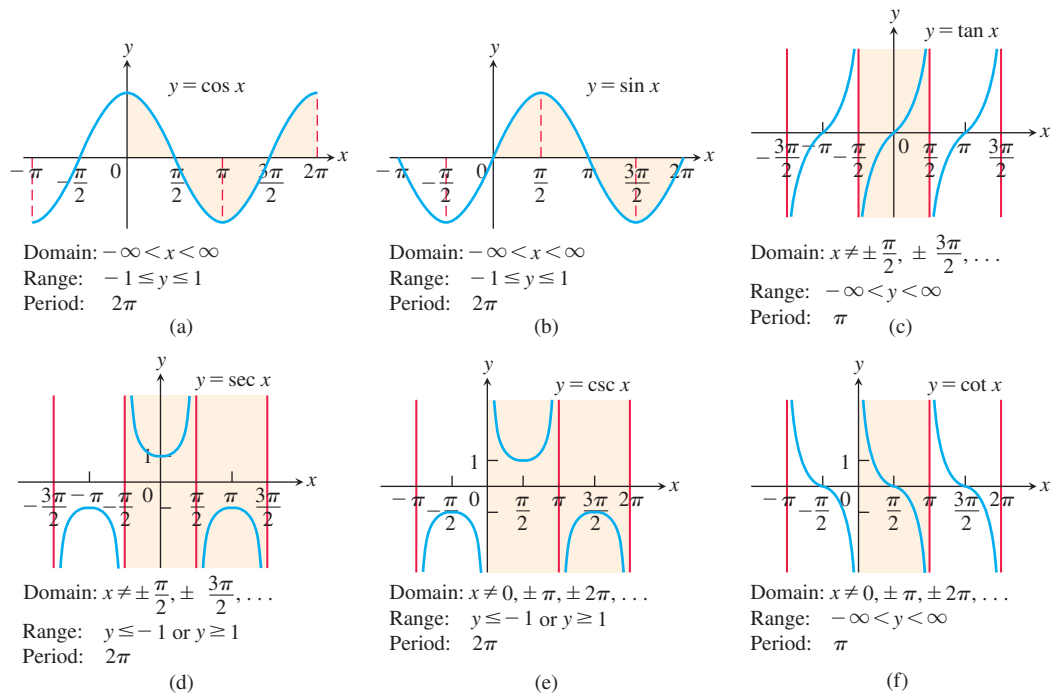 y
y = cos x
x
−π
−π/2
0
π/2
π
3π/2
2π
Domain: −∞ < x < ∞
Range: −1 ≤ y ≤ 1
Period: 2π
(a)
y
y = sin x
x
−π
−π/2
0
π/2
π
3π/2
2π
Domain: −∞ < x < ∞
Range: −1 ≤ y ≤ 1
Period: 2π
(b)
y
y = tan x
x
−3π/2
−π
−π/2
0
π/2
π
3π/2
Domain: x ≠ ± π/2, ± 3π/2, . . .
Range: −∞ < y < ∞
Period: π
(c)
y
y = sec x
1
x
−3π/2
−π
−π/2
0
π/2
π
3π/2
Domain: x ≠ ± π/2, ± 3π/2, . . .
Range: y ≤ −1 or y ≥ 1
Period: 2π
(d)
y
y = csc x
1
x
−π
−π/2
0
π/2
π
3π/2
2π
Domain: x ≠ 0, ± π, ± 2π, . . .
Range: y ≤ −1 or y ≥ 1
Period: 2π
(e)
y
y = cot x
1
x
−π
−π/2
0
π/2
π
3π/2
2π
Domain: x ≠ 0, ± π, ± 2π, . . .
Range: −∞ < y < ∞
Period: π
(f)